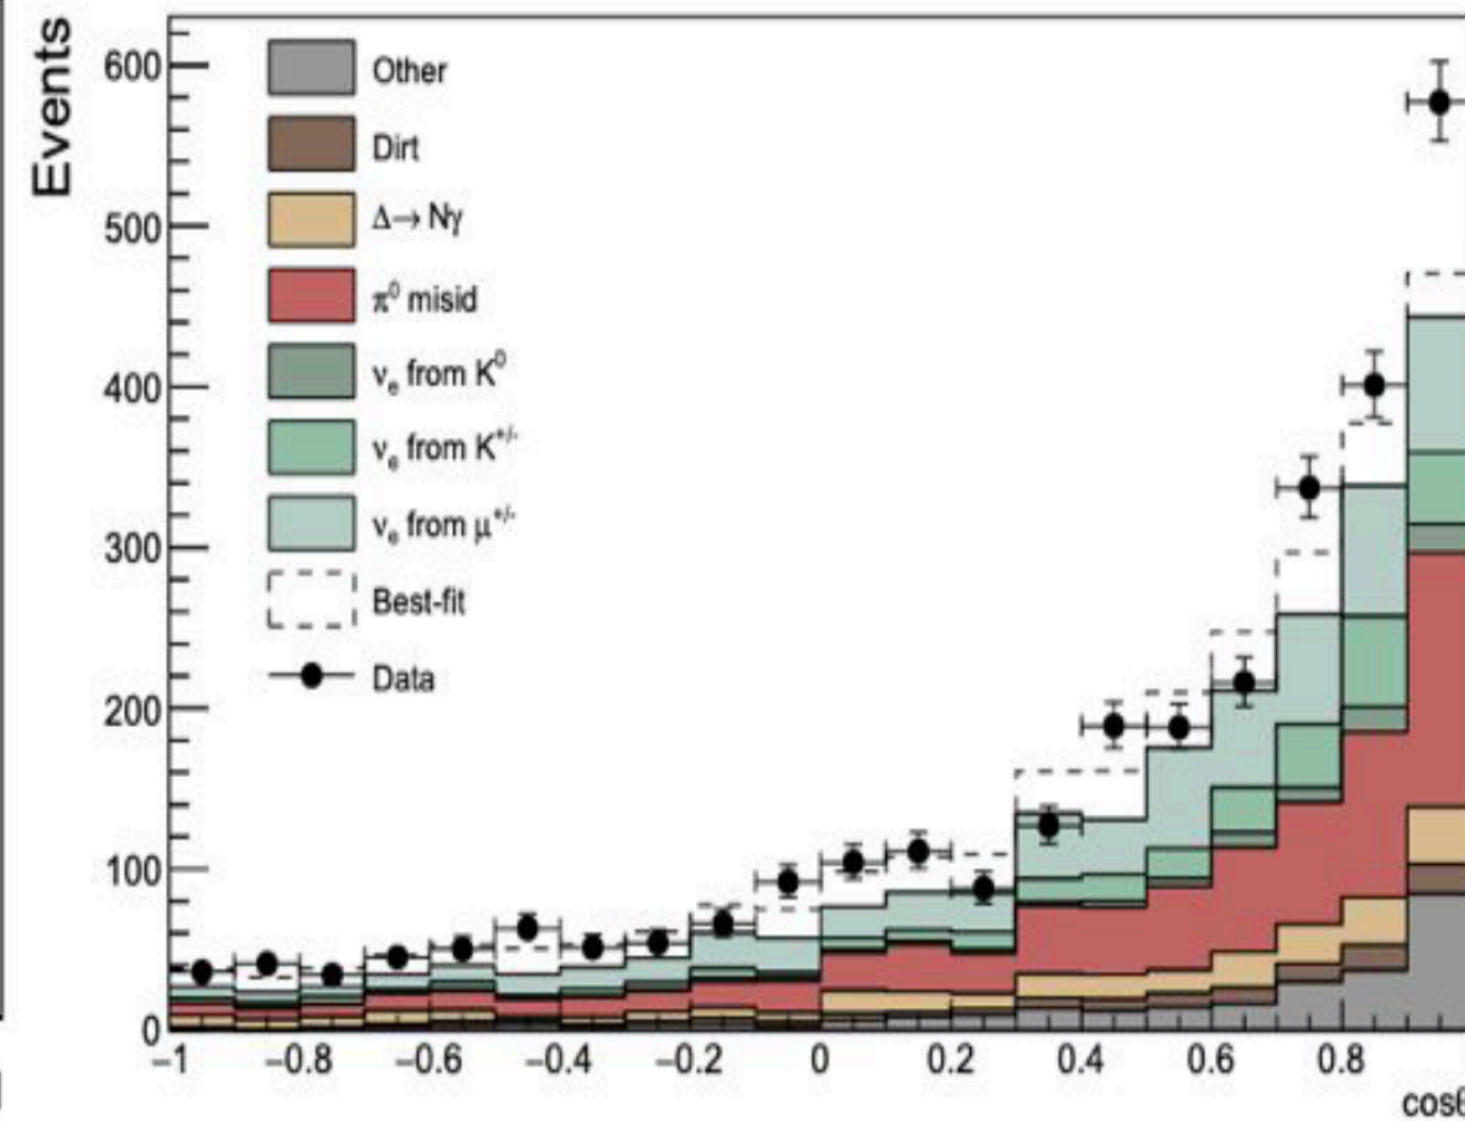 Events
600
500
400
300
200
100
0
Other
Dirt
Δ→ Nγ
π⁰ misid
νₑ from K⁰
νₑ from K⁺/⁻
νₑ from μ⁺/⁻
Best-fit
Data
−1 −0.8 −0.6 −0.4 −0.2 0 0.2 0.4 0.6 0.8
cosθ